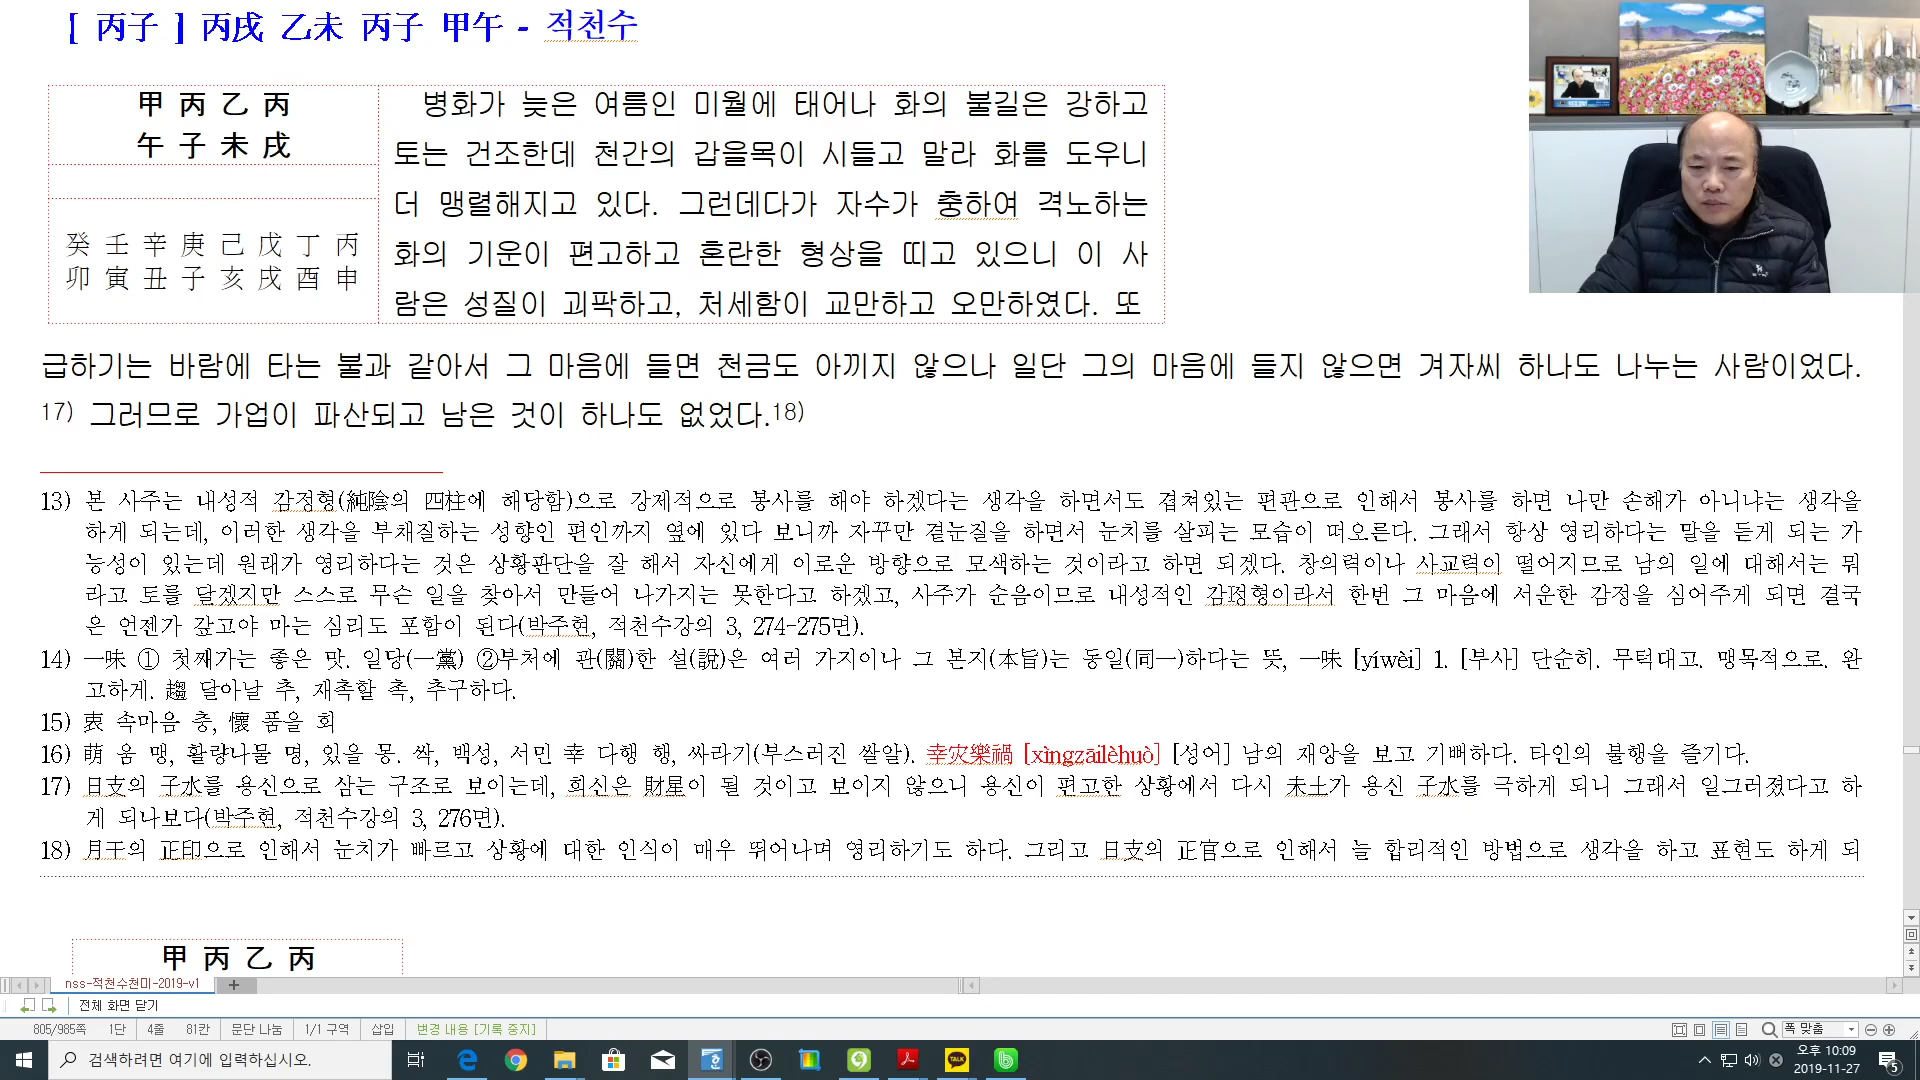 [ 丙子 ] 丙戌 乙未 丙子 甲午 - 적천수
甲 丙 乙 丙
午 子 未 戌
癸 壬 辛 庚 己 戊 丁 丙
卯 寅 丑 子 亥 戌 酉 申
병화가 늦은 여름인 미월에 태어나 화의 불길은 강하고
토는 건조한데 천간의 갑을목이 시들고 말라 화를 도우니
더 맹렬해지고 있다. 그런데다가 자수가 충하여 격노하는
화의 기운이 편고하고 혼란한 형상을 띠고 있으니 이 사
람은 성질이 괴팍하고, 처세함이 교만하고 오만하였다. 또
급하기는 바람에 타는 불과 같아서 그 마음에 들면 천금도 아끼지 않으나 일단 그의 마음에 들지 않으면 겨자씨 하나도 나누는 사람이었다.
17) 그러므로 가업이 파산되고 남은 것이 하나도 없었다.18)
13) 본 사주는 내성적 감정형(純陰의 四柱에 해당함)으로 강제적으로 봉사를 해야 하겠다는 생각을 하면서도 겹쳐있는 편관으로 인해서 봉사를 하면 나만 손해가 아니냐는 생각을
하게 되는데, 이러한 생각을 부채질하는 성향인 편인까지 옆에 있다 보니까 자꾸만 곁눈질을 하면서 눈치를 살피는 모습이 떠오른다. 그래서 항상 영리하다는 말을 듣게 되는 가
능성이 있는데 원래가 영리하다는 것은 상황판단을 잘 해서 자신에게 이로운 방향으로 모색하는 것이라고 하면 되겠다. 창의력이나 사교력이 떨어지므로 남의 일에 대해서는 뭐
라고 토를 달겠지만 스스로 무슨 일을 찾아서 만들어 나가지는 못한다고 하겠고, 사주가 순음이므로 내성적인 감정형이라서 한번 그 마음에 서운한 감정을 심어주게 되면 결국
은 언젠가 갚고야 마는 심리도 포함이 된다(박주현, 적천수강의 3, 274-275면).
14) 一味 ① 첫째가는 좋은 맛. 일당(一黨) ②부처에 관(關)한 설(說)은 여러 가지이나 그 본지(本旨)는 동일(同一)하다는 뜻, 一味 [yíwèi] 1. [부사] 단순히. 무턱대고. 맹목적으로. 완
고하게. 趨 달아날 추, 재촉할 촉, 추구하다.
15) 衷 속마음 충, 懷 품을 회
16) 萌 움 맹, 활량나물 명, 있을 몽. 싹, 백성, 서민 幸 다행 행, 싸라기(부스러진 쌀알). 幸灾樂禍 [xìngzāilèhuò] [성어] 남의 재앙을 보고 기뻐하다. 타인의 불행을 즐기다.
17) 日支의 子水를 용신으로 삼는 구조로 보이는데, 희신은 財星이 될 것이고 보이지 않으니 용신이 편고한 상황에서 다시 未土가 용신 子水를 극하게 되니 그래서 일그러졌다고 하
게 되나보다(박주현, 적천수강의 3, 276면).
18) 月干의 正印으로 인해서 눈치가 빠르고 상황에 대한 인식이 매우 뛰어나며 영리하기도 하다. 그리고 日支의 正官으로 인해서 늘 합리적인 방법으로 생각을 하고 표현도 하게 되
甲 丙 乙 丙
nss-적천수천미-2019-v1
전체 화면 닫기
805/985쪽 1단 4줄 81칸 문단 나눔 1/1 구역 삽입 변경 내용 [기록 중지] 쪽 맞춤
검색하려면 여기에 입력하십시오.
TALK
오후 10:09
2019-11-27
5